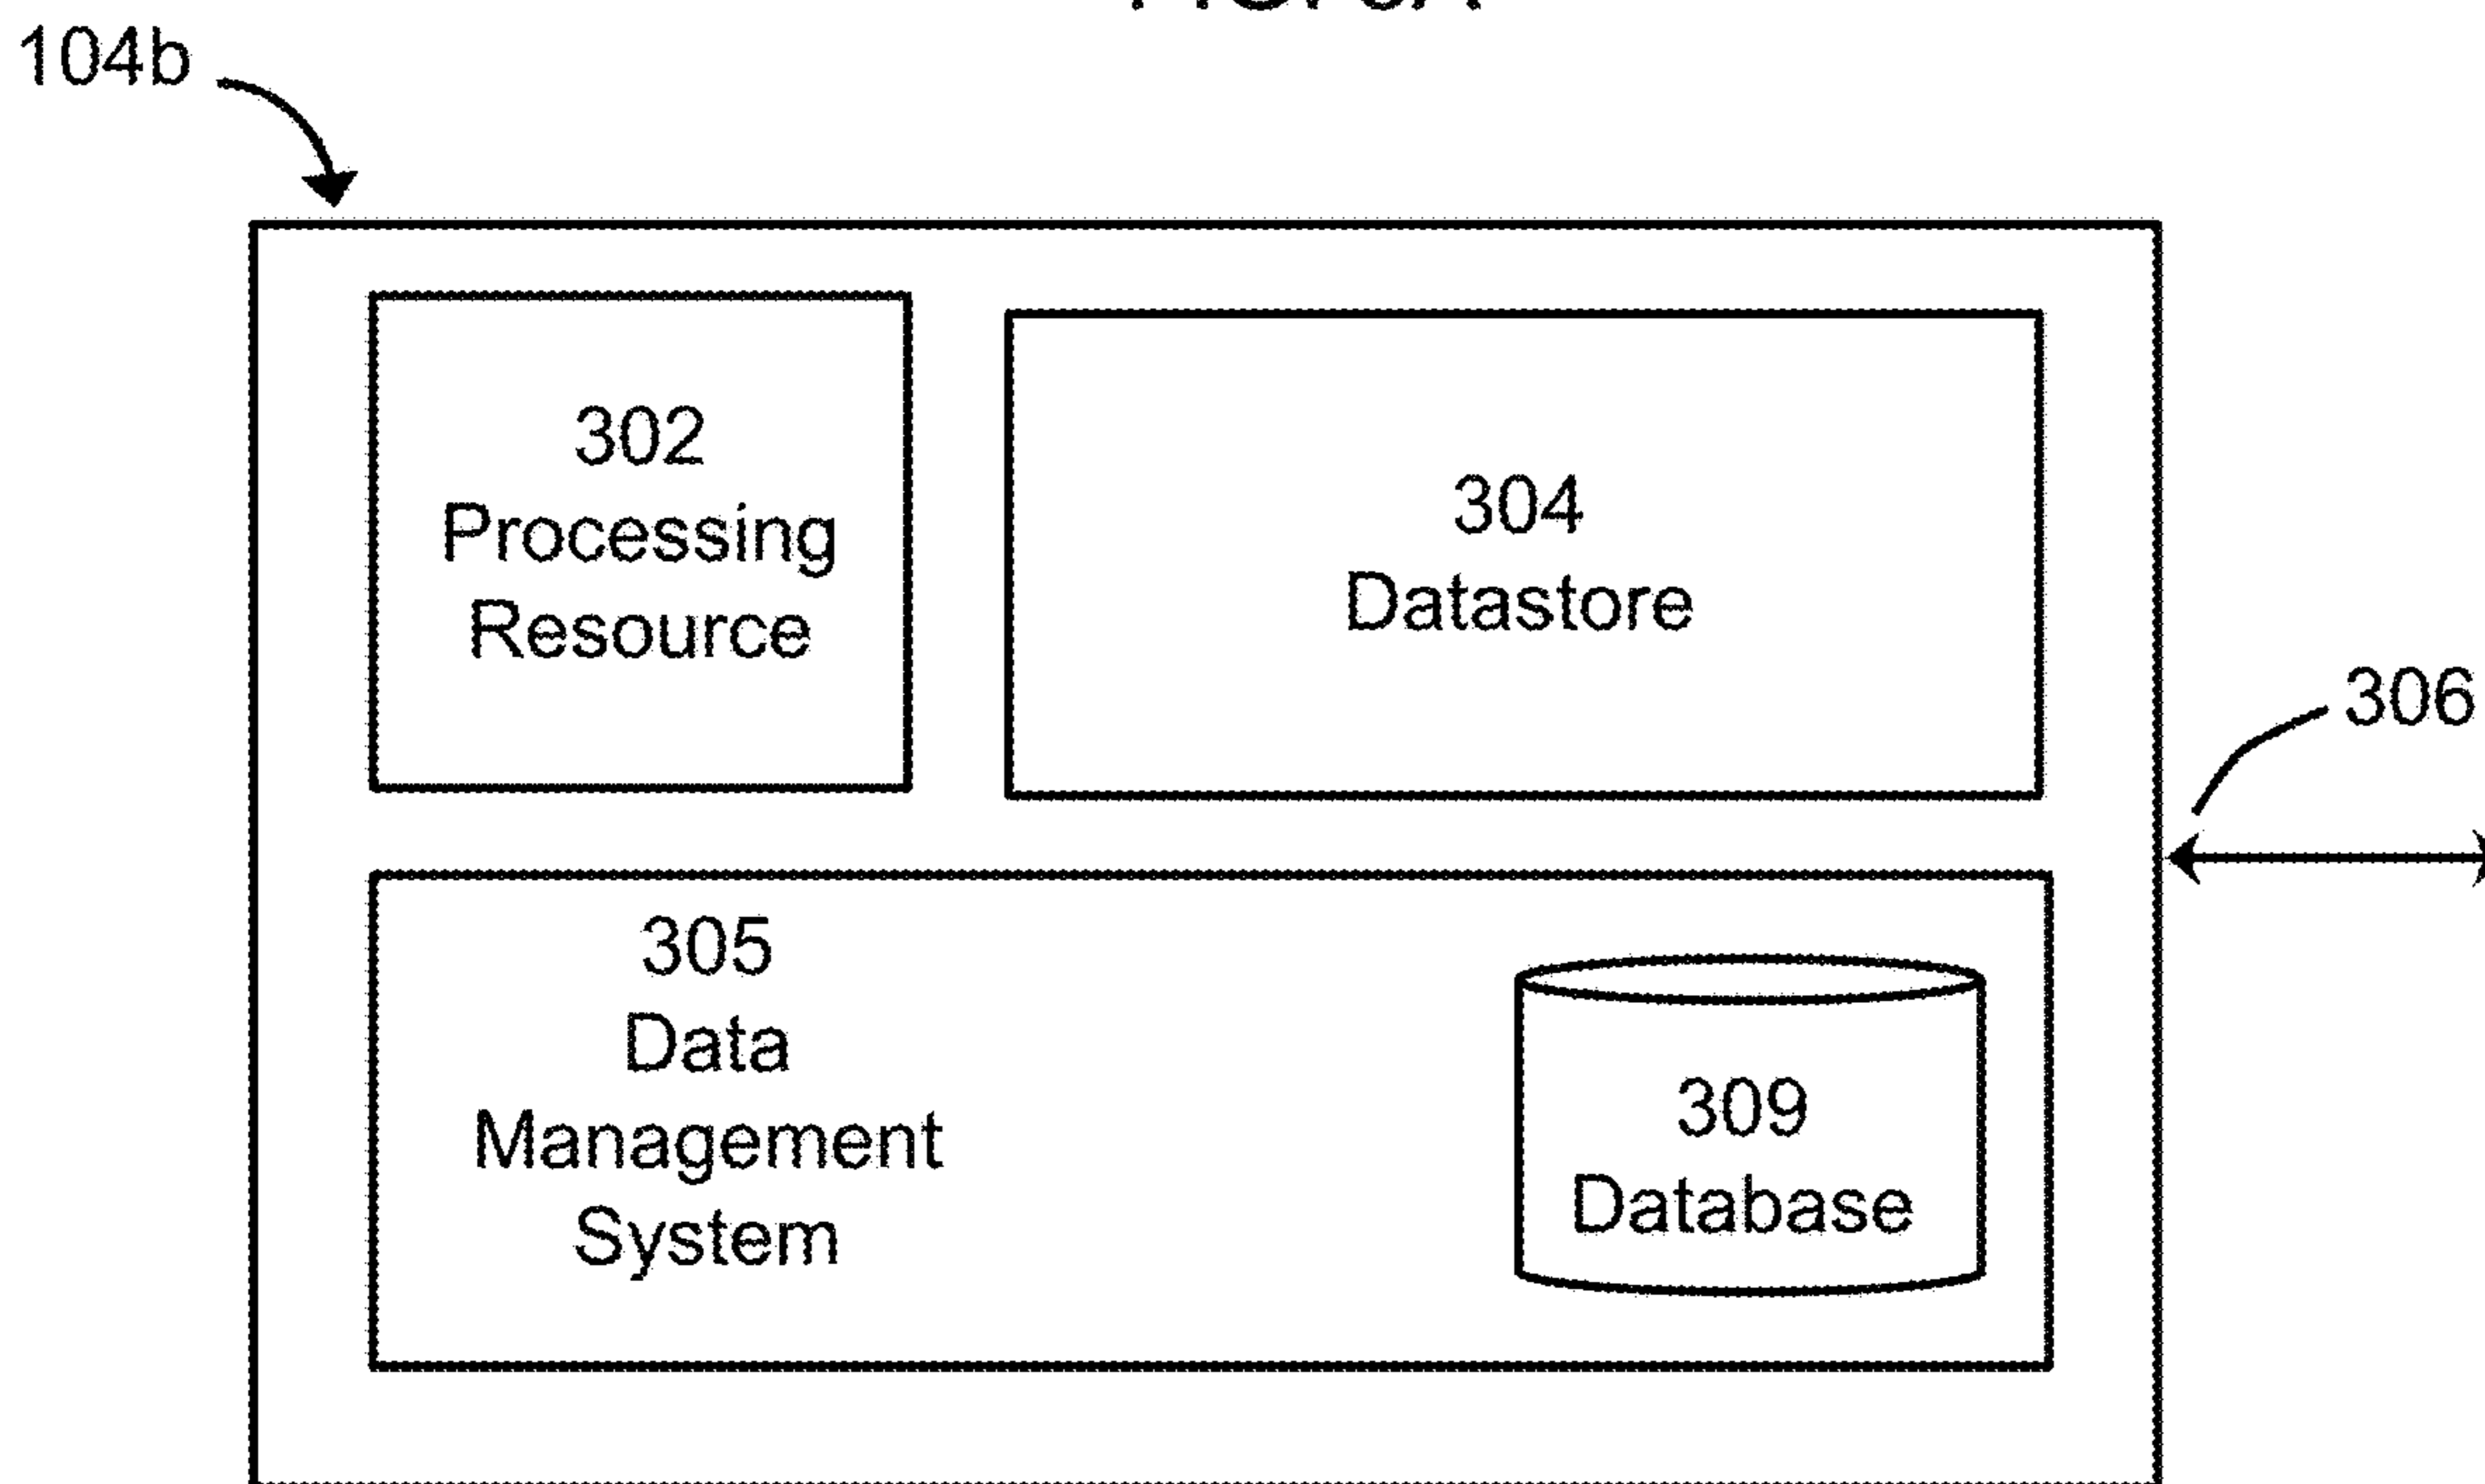 104b
302
Processing
Resource
304
Datastore
306
305
Data
Management
System
309
Database